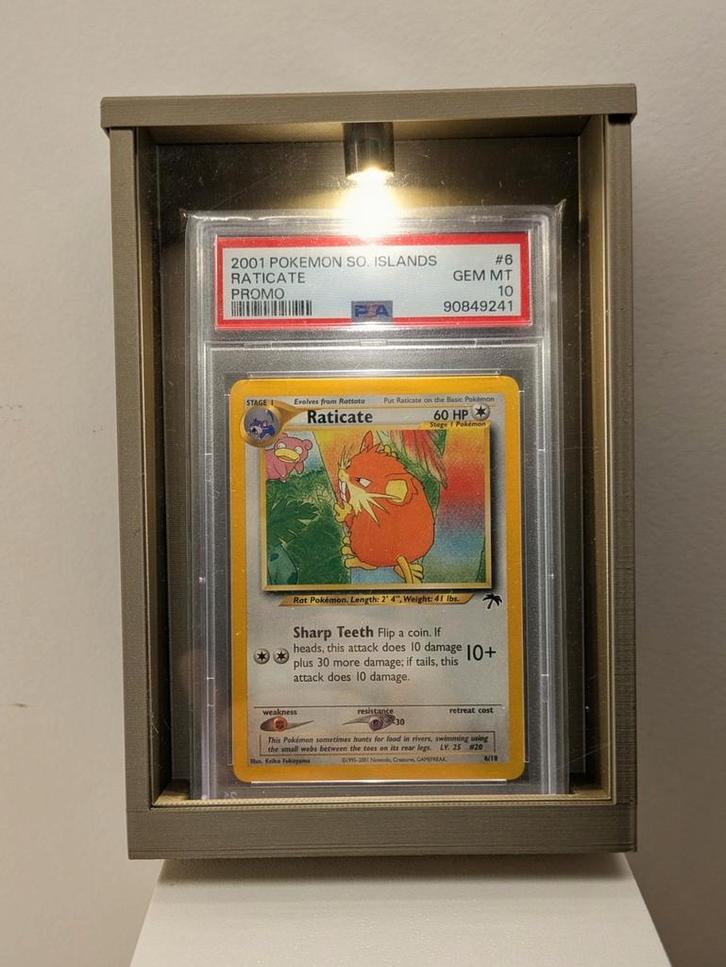 2001 POKEMON SO. ISLANDS #6
RATICATE GEM MT
PROMO 10
PSA 90849241
STAGE 1 Evolves from Rattata Put Raticate on the Basic Pokémon
Raticate 60 HP
Stage 1 Pokémon
Rat Pokémon. Length: 2' 4", Weight: 41 lbs.
Sharp Teeth Flip a coin. If
heads, this attack does 10 damage
plus 30 more damage; if tails, this
attack does 10 damage.
10+
weakness resistance retreat cost
-30
This Pokémon sometimes hunts for food in rivers, swimming using
the small webs between the toes on its rear legs. LV. 25 #20
Illus. Keiko Fukuyama ©1995-2001 Nintendo, Creatures, GAMEFREAK. 6/18